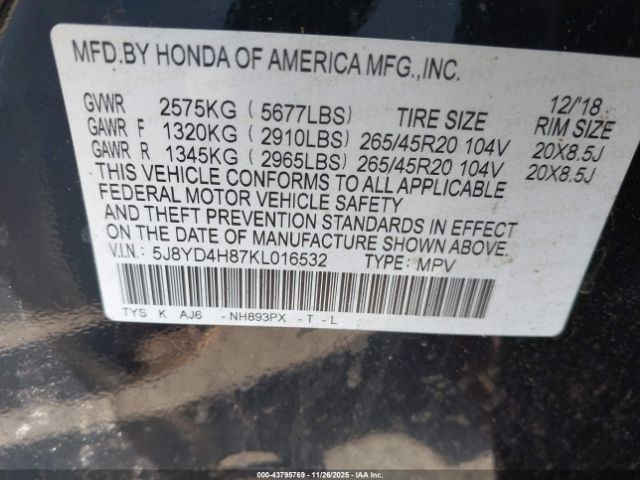 MFD.BY HONDA OF AMERICA MFG.,INC.
GVWR 2575KG ( 5677LBS) TIRE SIZE 12/'18 RIM SIZE
GAWR F 1320KG ( 2910LBS) 265/45R20 104V 20X8.5J
GAWR R 1345KG ( 2965LBS) 265/45R20 104V 20X8.5J
THIS VEHICLE CONFORMS TO ALL APPLICABLE
FEDERAL MOTOR VEHICLE SAFETY
AND THEFT PREVENTION STANDARDS IN EFFECT
ON THE DATE OF MANUFACTURE SHOWN ABOVE.
V.I.N.: 5J8YD4H87KL016532 TYPE: MPV
TYS K AJ6 - NH893PX - T - L
000-43795769 | 11/26/2025 | IAA Inc.